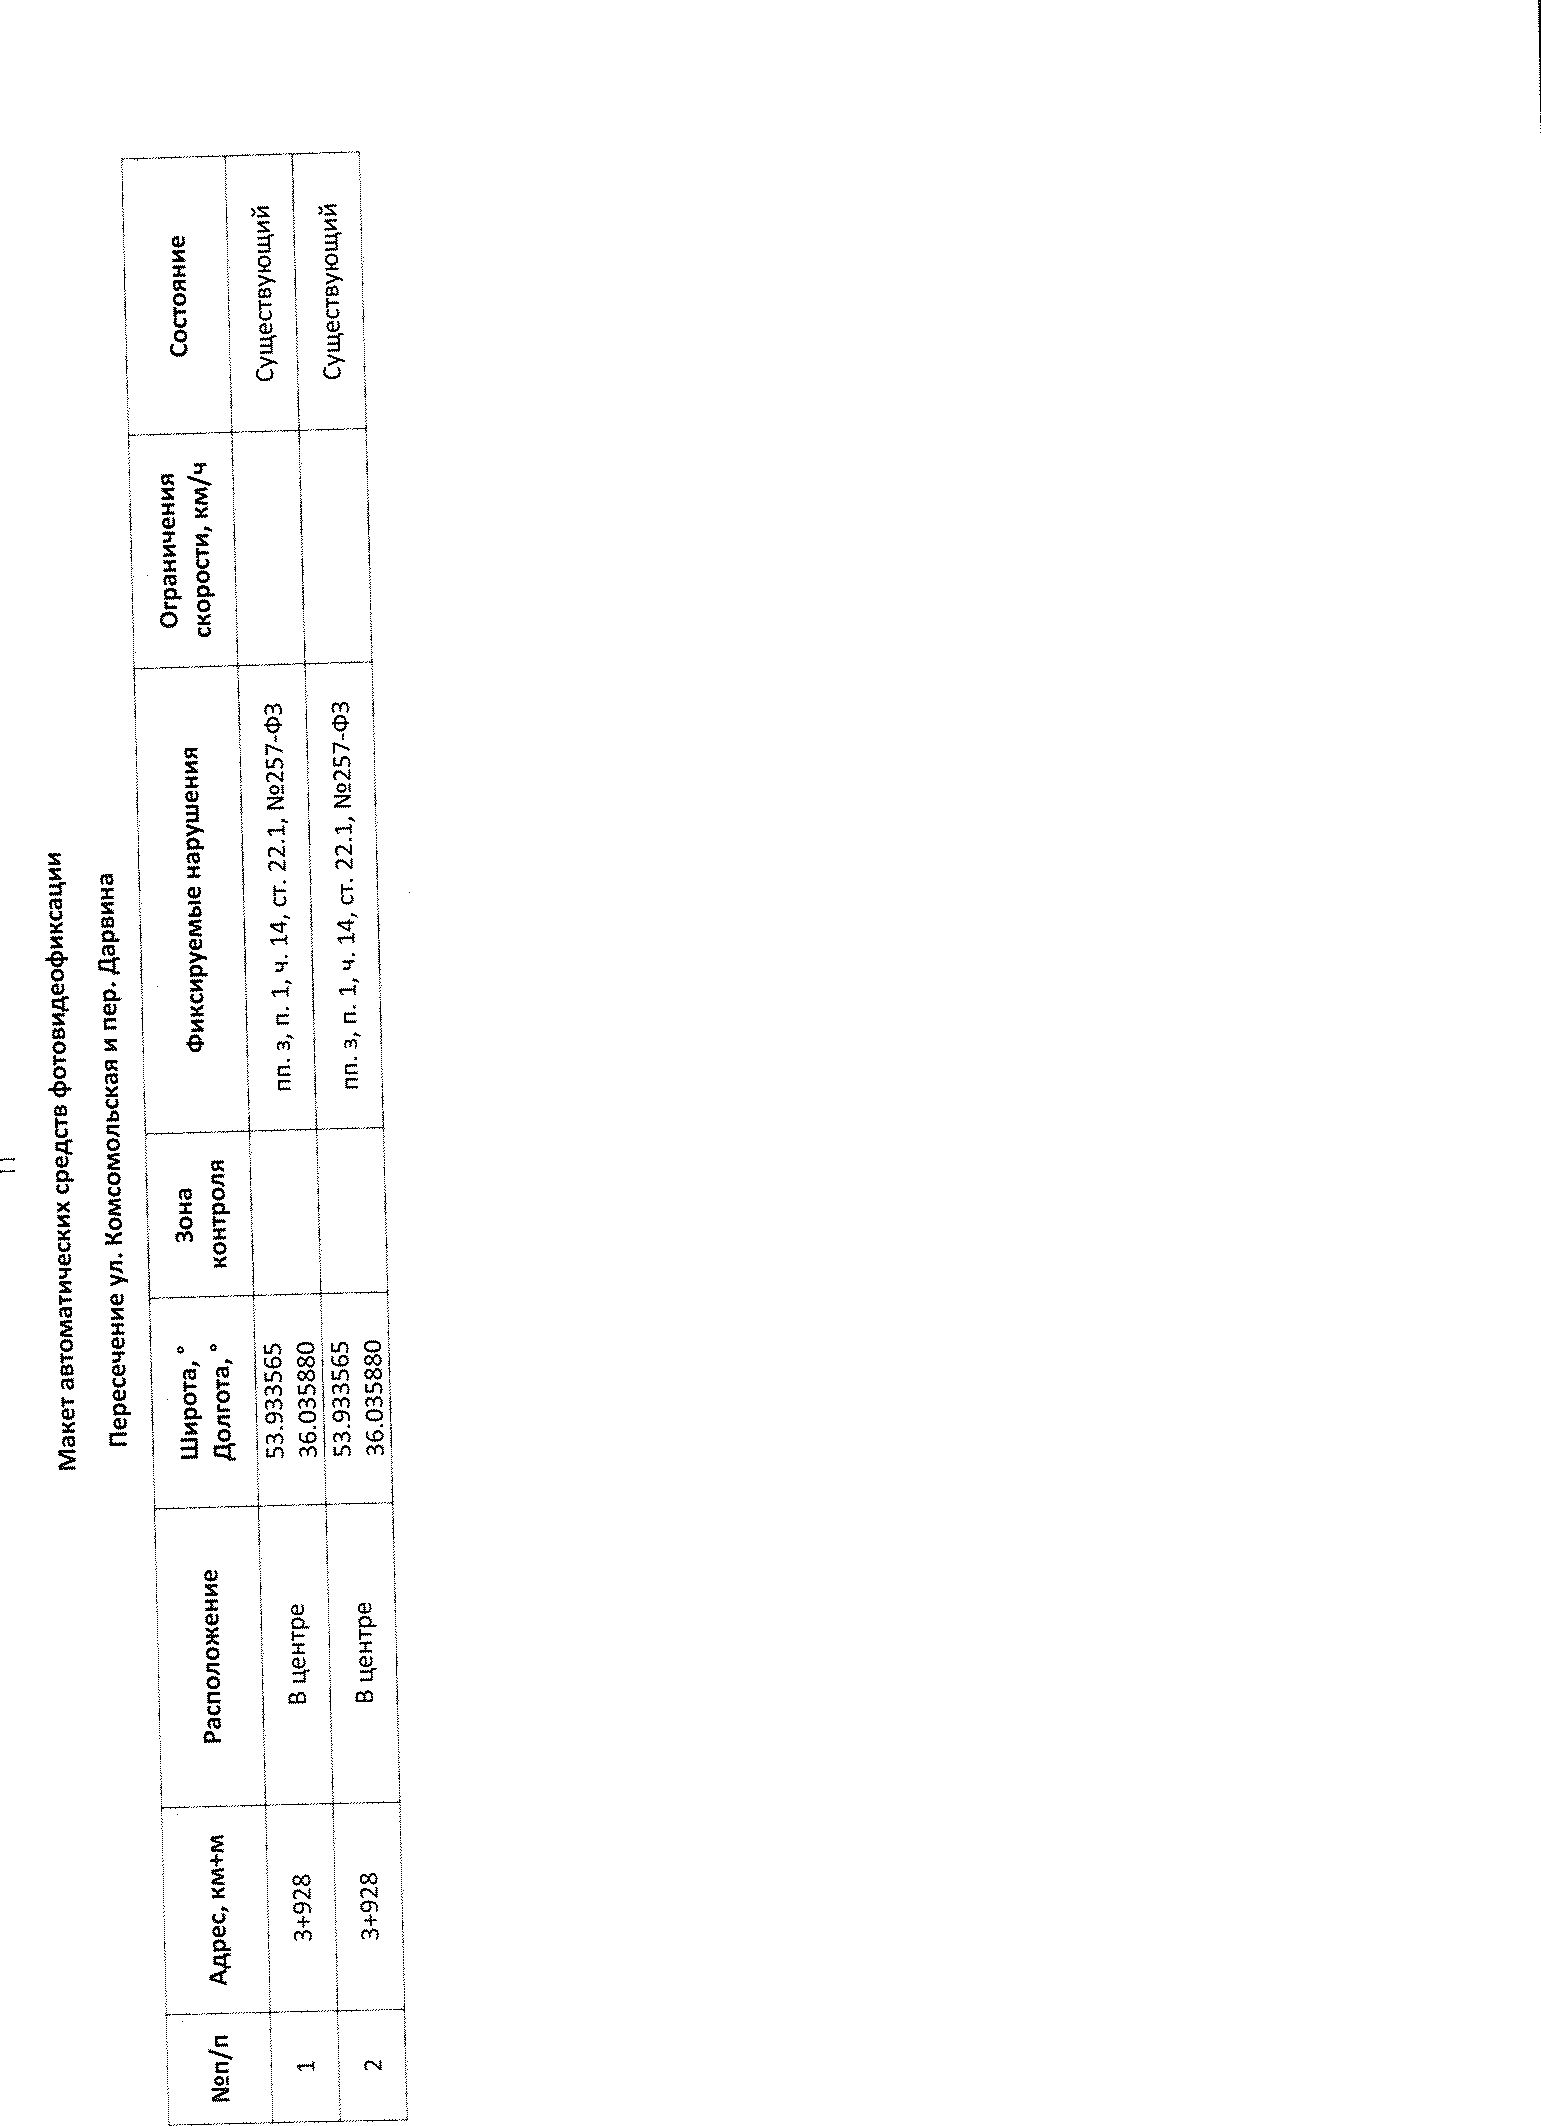 11
Макет автоматических средств фотовидеофиксации
Пересечение ул. Комсомольская и пер. Дарвина
№п/п Адрес, км+м Расположение Широта, ° Долгота, ° Зона контроля Фиксируемые нарушения Ограничения скорости, км/ч Состояние
1 3+928 В центре 53.933565 36.035880 пп. з, п. 1, ч. 14, ст. 22.1, №257-ФЗ Существующий
2 3+928 В центре 53.933565 36.035880 пп. з, п. 1, ч. 14, ст. 22.1, №257-ФЗ Существующий